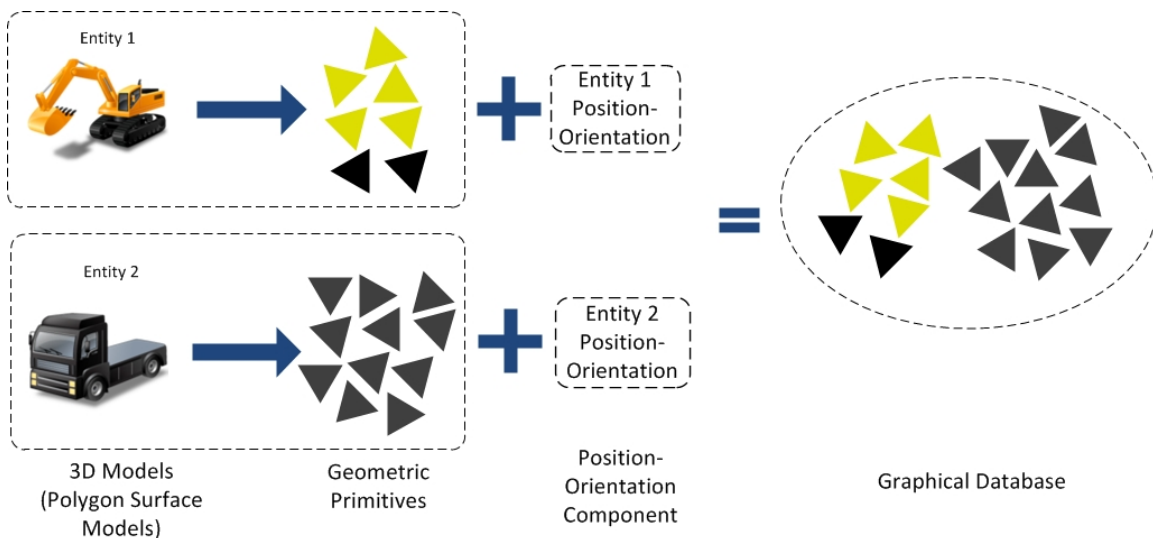 Entity 1
Entity 1
Position-
Orientation
Entity 2
Entity 2
Position-
Orientation
3D Models
(Polygon Surface
Models)
Geometric
Primitives
Position-
Orientation
Component
Graphical Database